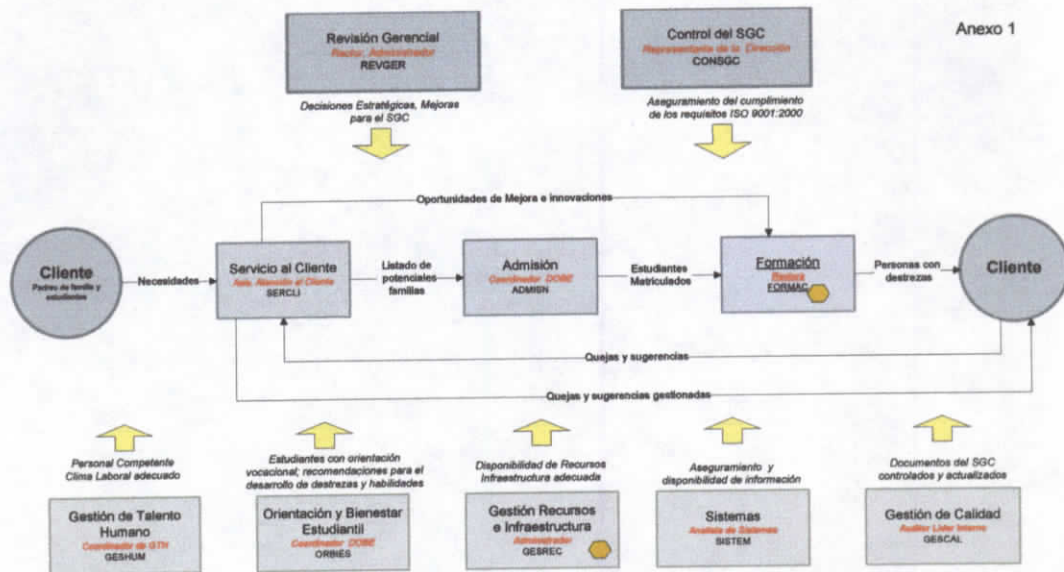 Anexo 1
Revisión Gerencial
Rector, Administrador
REVGER
Control del SGC
Representante de la Dirección
CONSGC
Decisiones Estratégicas, Mejoras
para el SGC
Aseguramiento del cumplimiento
de los requisitos ISO 9001:2000
Oportunidades de Mejora e innovaciones
Cliente
Padres de familia y
estudiantes
Necesidades
Servicio al Cliente
Asis. Atención al Cliente
SERCLI
Listado de
potenciales
familias
Admisión
Coordinador DOBE
ADMISN
Estudiantes
Matriculados
Formación
Rectora
FORMAC
Personas con
destrezas
Cliente
Quejas y sugerencias
Quejas y sugerencias gestionadas
Personal Competente
Clima Laboral adecuado
Estudiantes con orientación
vocacional; recomendaciones para el
desarrollo de destrezas y habilidades
Disponibilidad de Recursos
Infraestructura adecuada
Aseguramiento y
disponibilidad de información
Documentos del SGC
controlados y actualizados
Gestión de Talento
Humano
Coordinador de GTH
GESHUM
Orientación y Bienestar
Estudiantil
Coordinador DOBE
ORBIES
Gestión Recursos
e Infraestructura
Administrador
GESREC
Sistemas
Analista de Sistemas
SISTEM
Gestión de Calidad
Auditor Líder Interno
GESCAL